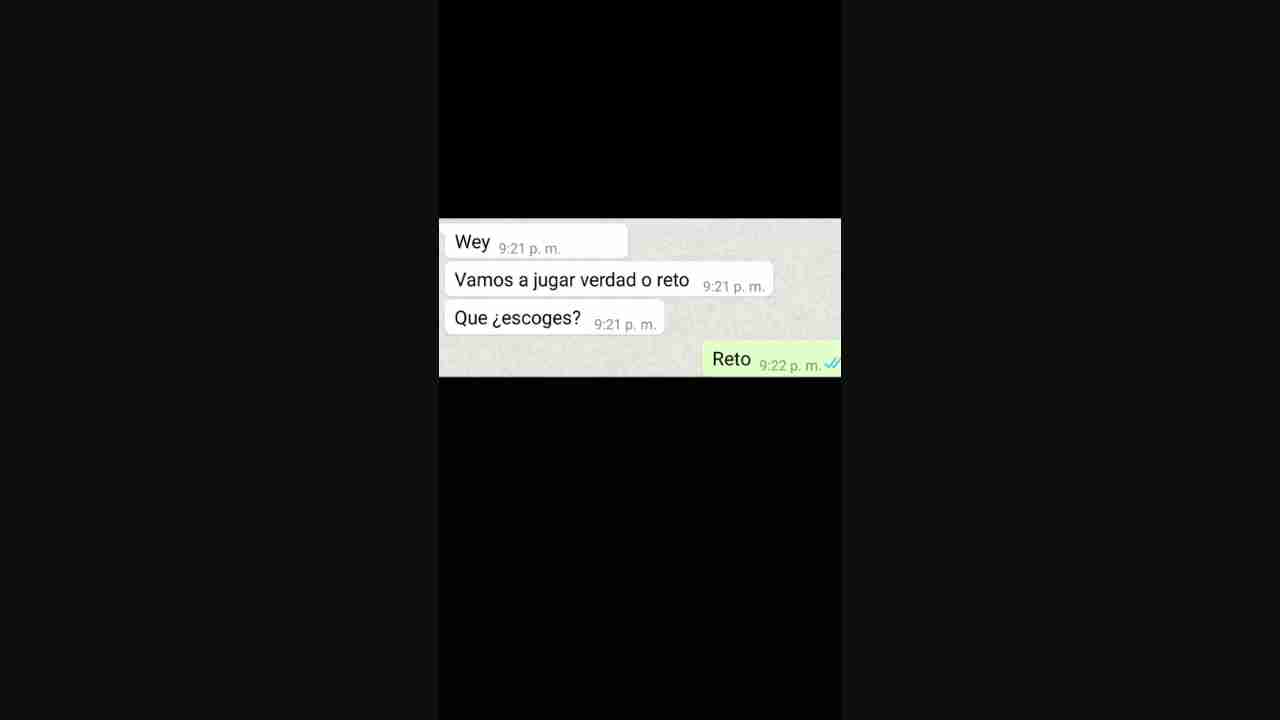 Wey 9:21 p. m.
Vamos a jugar verdad o reto 9:21 p. m.
Que ¿escoges? 9:21 p. m.
Reto 9:22 p. m.